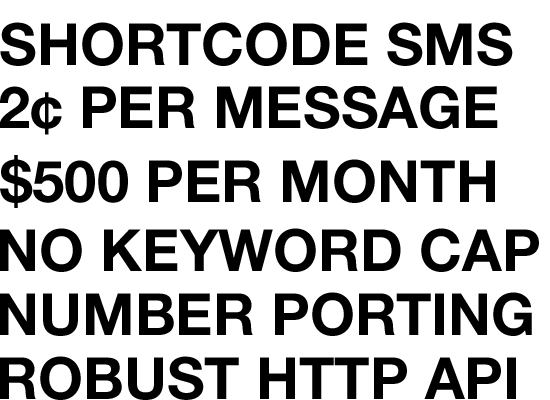 SHORTCODE SMS
2¢ PER MESSAGE
$500 PER MONTH
NO KEYWORD CAP
NUMBER PORTING
ROBUST HTTP API